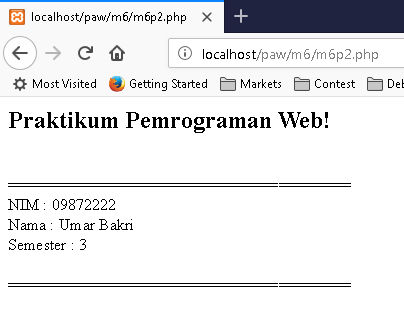 localhost/paw/m6/m6p2.php
localhost/paw/m6/m6p2.php
Most Visited Getting Started Markets Contest Deb
Praktikum Pemrograman Web!
NIM : 09872222
Nama : Umar Bakri
Semester : 3